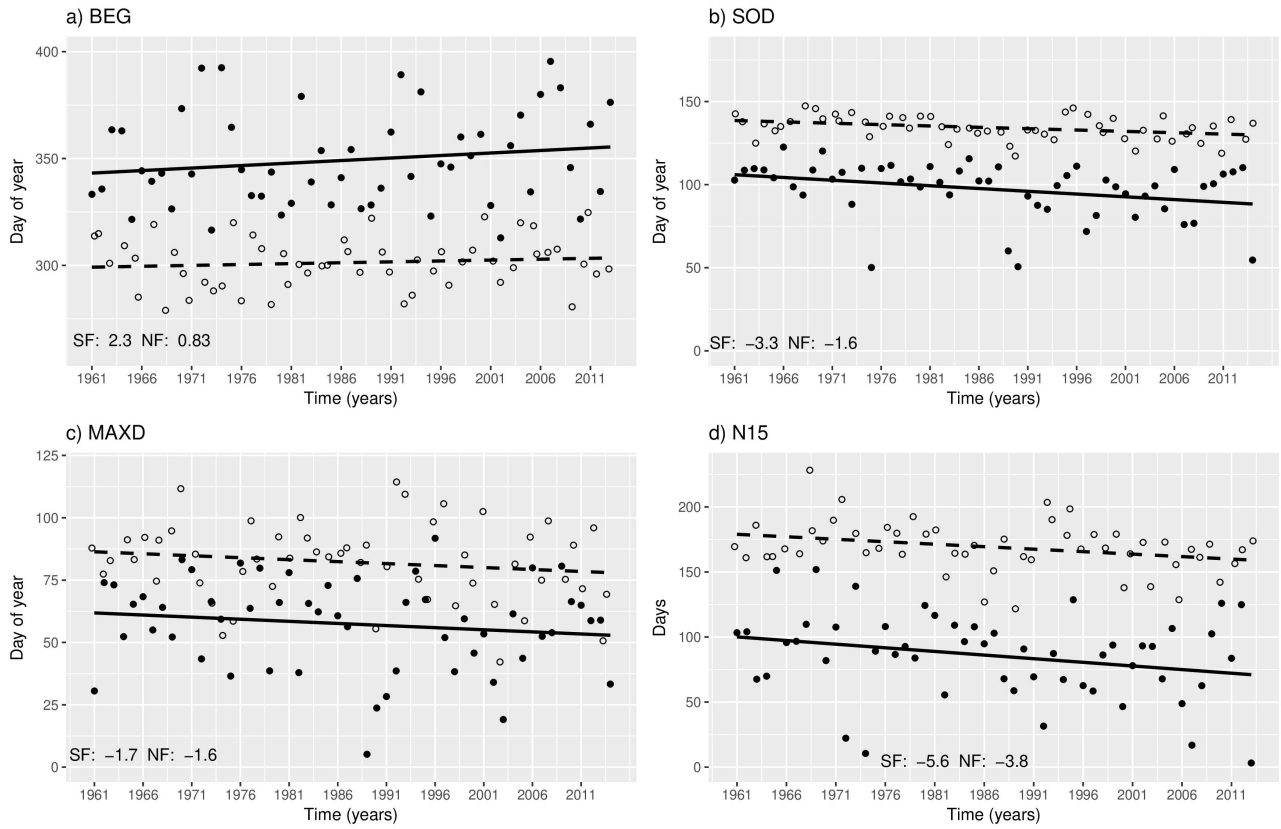 a) BEG
400
350
300
Day of year
SF: 2.3 NF: 0.83
1961 1966 1971 1976 1981 1986 1991 1996 2001 2006 2011
Time (years)
b) SOD
150
100
50
0
Day of year
SF: −3.3 NF: −1.6
1961 1966 1971 1976 1981 1986 1991 1996 2001 2006 2011
Time (years)
c) MAXD
125
100
75
50
25
0
Day of year
SF: −1.7 NF: −1.6
1961 1966 1971 1976 1981 1986 1991 1996 2001 2006 2011
Time (years)
d) N15
200
150
100
50
0
Days
SF: −5.6 NF: −3.8
1961 1966 1971 1976 1981 1986 1991 1996 2001 2006 2011
Time (years)